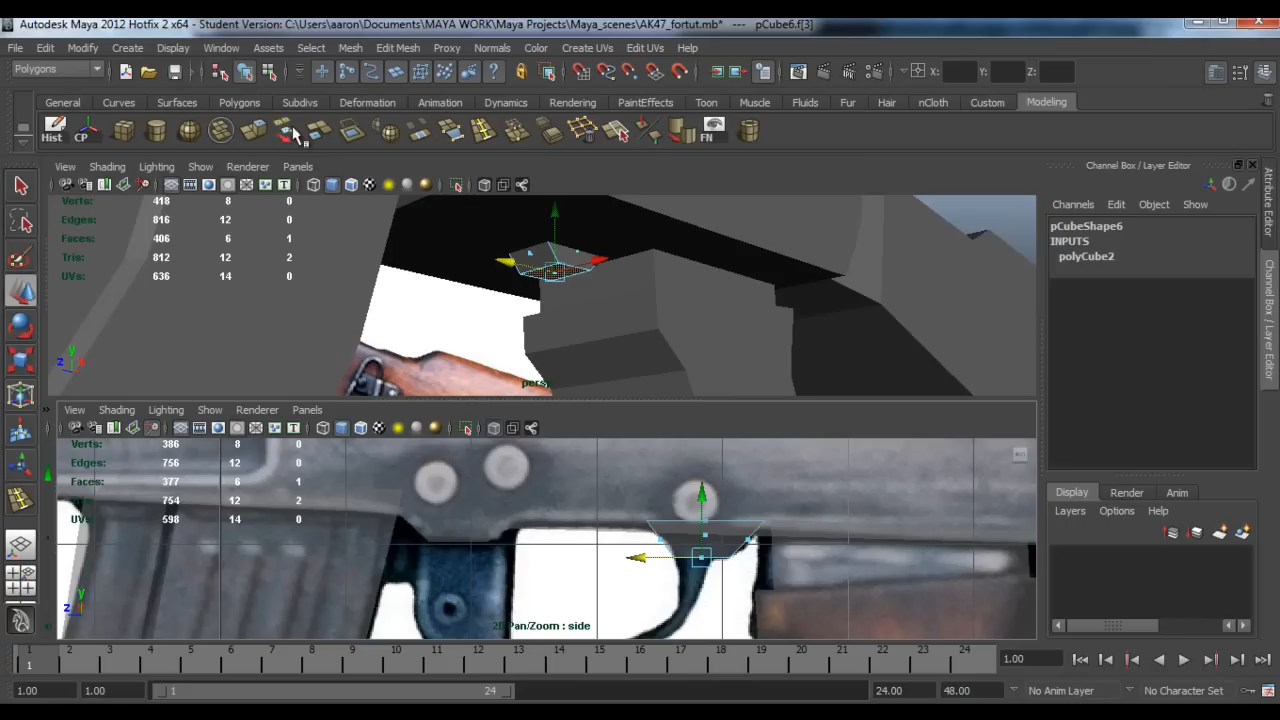 Autodesk Maya 2012 Hotfix 2 x64 - Student Version: C:\Users\aaron\Documents\MAYA WORK\Maya Projects\Maya_scenes\AK47_fortut.mb* --- pCube6.f[3]
File Edit Modify Create Display Window Assets Select Mesh Edit Mesh Proxy Normals Color Create UVs Edit UVs Help
Polygons X: Y: Z:
General Curves Surfaces Polygons Subdivs Deformation Animation Dynamics Rendering PaintEffects Toon Muscle Fluids Fur Hair nCloth Custom Modeling
Hist CP FN
View Shading Lighting Show Renderer Panels
Channel Box / Layer Editor
Verts: 418 8 0
Edges: 816 12 0
Faces: 406 6 1
Tris: 812 12 2
UVs: 636 14 0
y
z x
persp
Channels Edit Object Show
pCubeShape6
INPUTS
polyCube2
Attribute Editor
Channel Box / Layer Editor
View Shading Lighting Show Renderer Panels
Verts: 386 8 0
Edges: 756 12 0
Faces: 377 6 1
754 12 2
UVs: 598 14 0
y
z
2D Pan/Zoom : side
Display Render Anim
Layers Options Help
1 2 3 4 5 6 7 8 9 10 11 12 13 14 15 16 17 18 19 20 21 22 23 24
1
1.00
1.00 1.00 1 24 24.00 48.00 No Anim Layer No Character Set